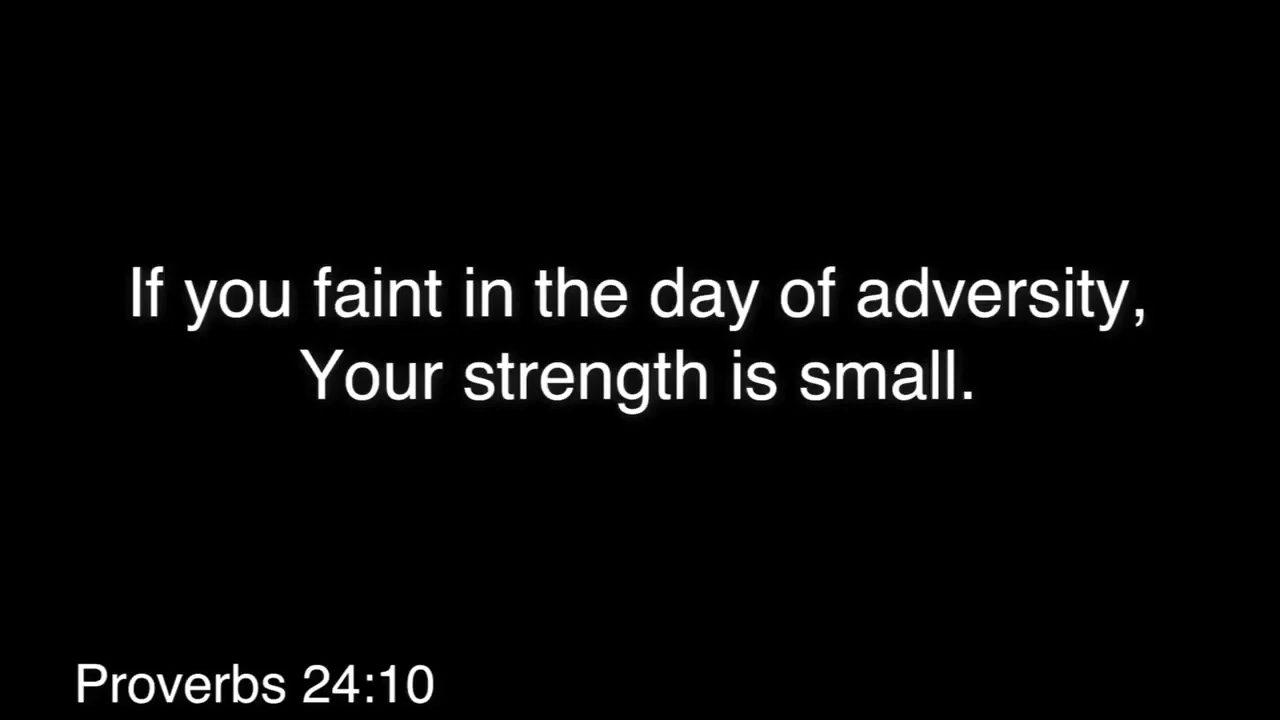 If you faint in the day of adversity,
Your strength is small.
Proverbs 24:10